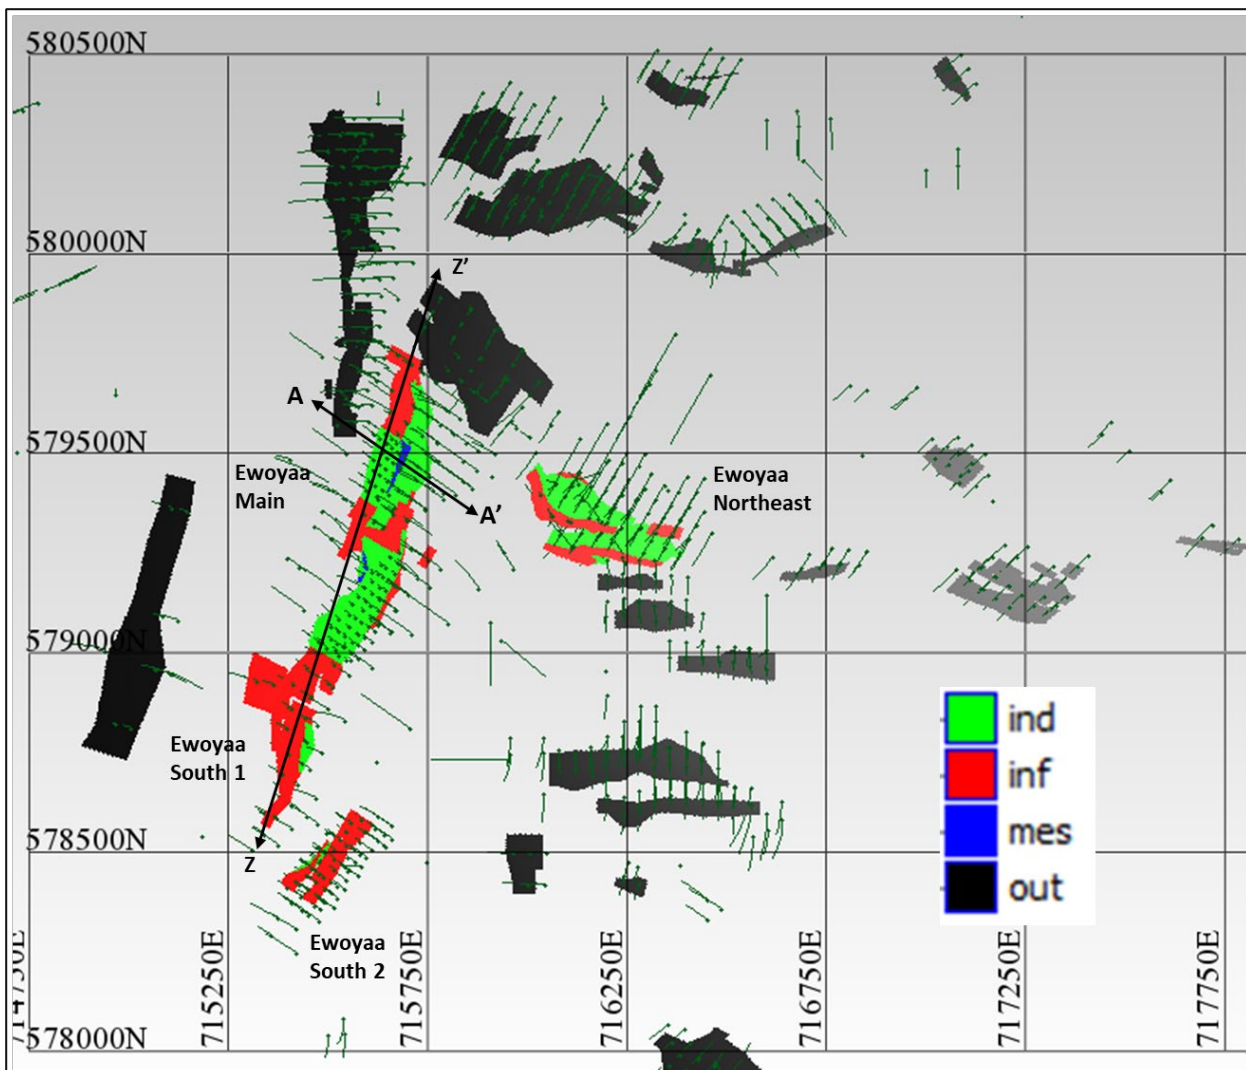 580500N
580000N
Z’
A
579500N
Ewoyaa
Main
Ewoyaa
Northeast
A’
579000N
ind
inf
mes
out
Ewoyaa
South 1
578500N
Z
Ewoyaa
South 2
715250E
715750E
716250E
716750E
717250E
717750E
578000N